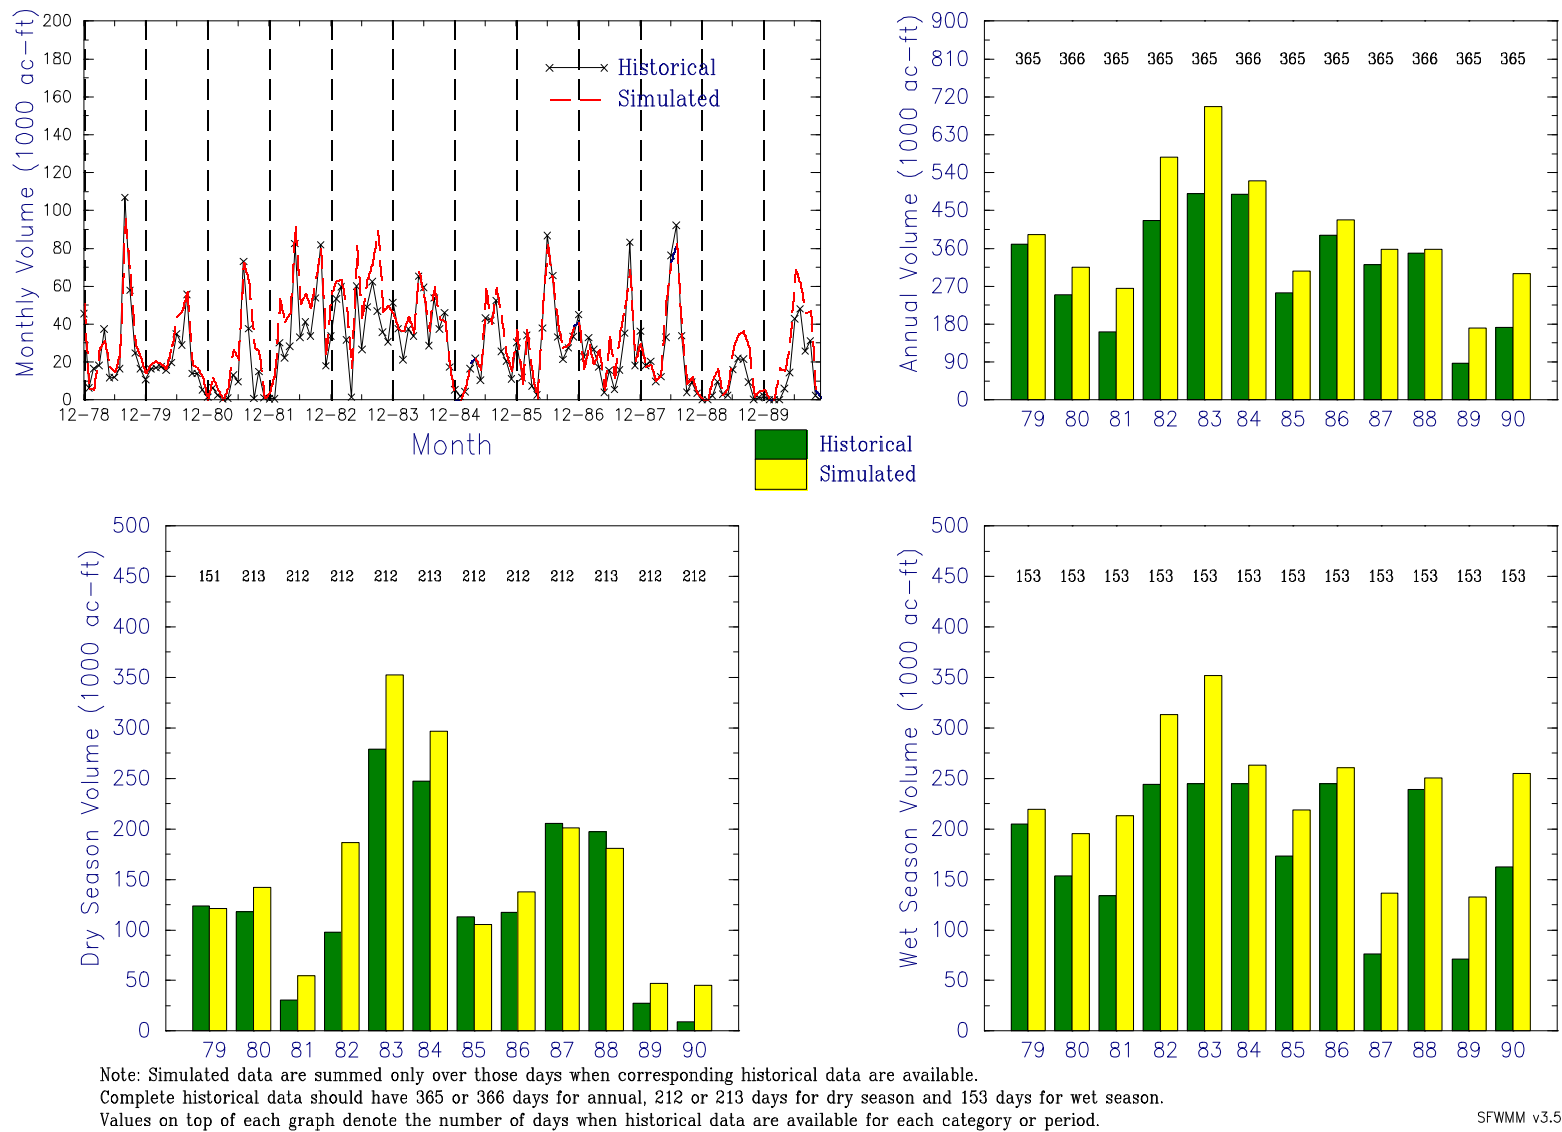 Monthly Volume (1000 ac-ft)
200
180
160
140
120
100
80
60
40
20
0
12-78 12-79 12-80 12-81 12-82 12-83 12-84 12-85 12-86 12-87 12-88 12-89
Month
Historical
Simulated
Annual Volume (1000 ac-ft)
900
810
720
630
540
450
360
270
180
90
0
365 366 365 365 365 366 365 365 365 366 365 365
79 80 81 82 83 84 85 86 87 88 89 90
Historical
Simulated
Dry Season Volume (1000 ac-ft)
500
450
400
350
300
250
200
150
100
50
0
151 213 212 212 212 213 212 212 212 213 212 212
79 80 81 82 83 84 85 86 87 88 89 90
Wet Season Volume (1000 ac-ft)
500
450
400
350
300
250
200
150
100
50
0
153 153 153 153 153 153 153 153 153 153 153 153
79 80 81 82 83 84 85 86 87 88 89 90
Note: Simulated data are summed only over those days when corresponding historical data are available.
Complete historical data should have 365 or 366 days for annual, 212 or 213 days for dry season and 153 days for wet season.
Values on top of each graph denote the number of days when historical data are available for each category or period.
SFWMM v3.5